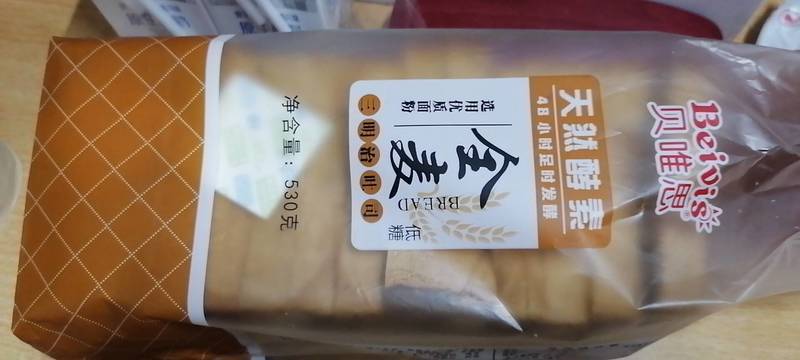 Beivis
贝唯思
天然酵素
48小时足时发酵
全麦
BREAD
低糖
选用优质面粉
三明治吐司
净含量：530克